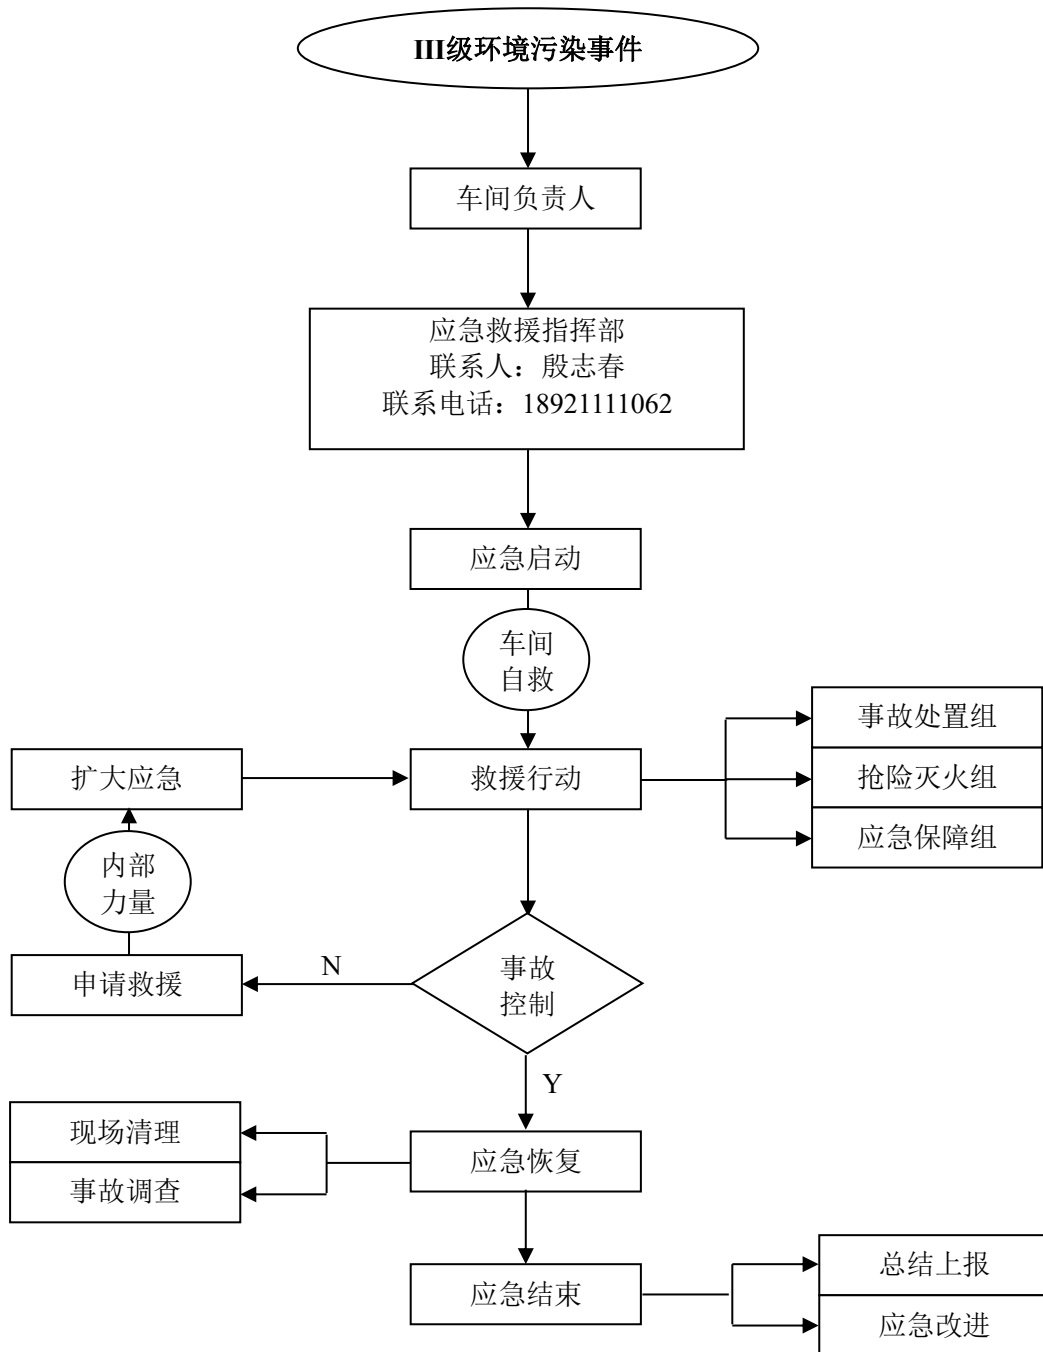 III级环境污染事件
车间负责人
应急救援指挥部
联系人：殷志春
联系电话：18921111062
应急启动
车间
自救
事故处置组
扩大应急
救援行动
抢险灭火组
应急保障组
内部
力量
申请救援
N
事故
控制
Y
现场清理
应急恢复
事故调查
总结上报
应急结束
应急改进